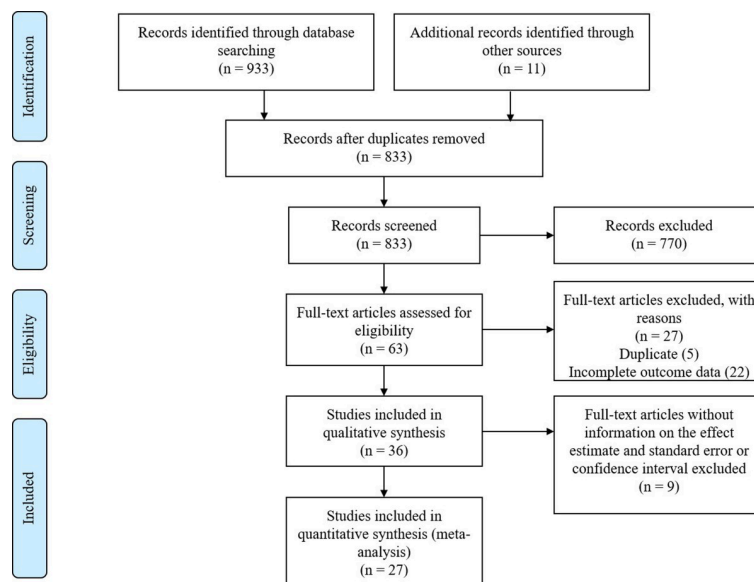 Identification
Records identified through database
searching
(n = 933)
Additional records identified through
other sources
(n = 11)
Records after duplicates removed
(n = 833)
Screening
Records screened
(n = 833)
Records excluded
(n = 770)
Eligibility
Full-text articles assessed for
eligibility
(n = 63)
Full-text articles excluded, with
reasons
(n = 27)
Duplicate (5)
Incomplete outcome data (22)
Included
Studies included in
qualitative synthesis
(n = 36)
Full-text articles without
information on the effect
estimate and standard error or
confidence interval excluded
(n = 9)
Studies included in
quantitative synthesis (meta-
analysis)
(n = 27)